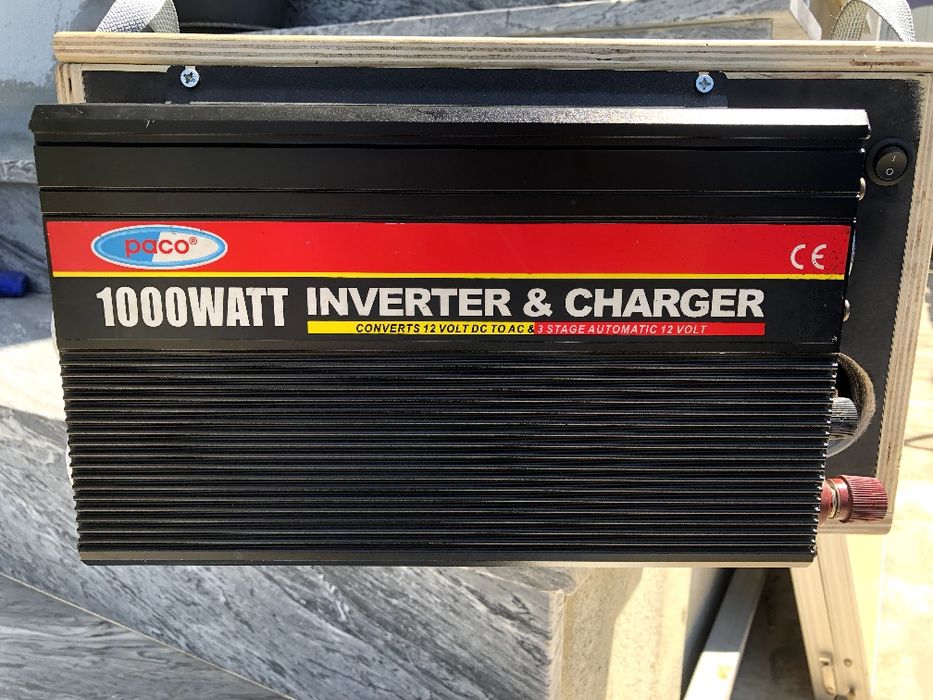 paco®
CE
1000WATT INVERTER & CHARGER
CONVERTS 12 VOLT DC TO AC & 3 STAGE AUTOMATIC 12 VOLT
I
O